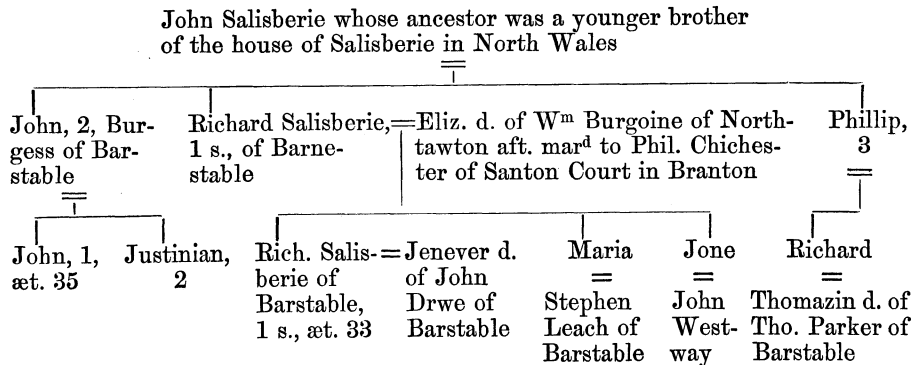 John Salisberie whose ancestor was a younger brother
of the house of Salisberie in North Wales
=
John, 2, Bur-
gess of Bar-
stable
=
Richard Salisberie,
1 s., of Barne-
stable
=Eliz. d. of Wᵐ Burgoine of North-
tawton aft. marᵈ to Phil. Chiches-
ter of Santon Court in Branton
Phillip,
3
=
John, 1,
æt. 35
Justinian,
2
Rich. Salis-
berie of
Barstable,
1 s., æt. 33
=Jenever d.
of John
Drwe of
Barstable
Maria
=
Stephen
Leach of
Barstable
Jone
=
John
West-
way
Richard
=
Thomazin d. of
Tho. Parker of
Barstable